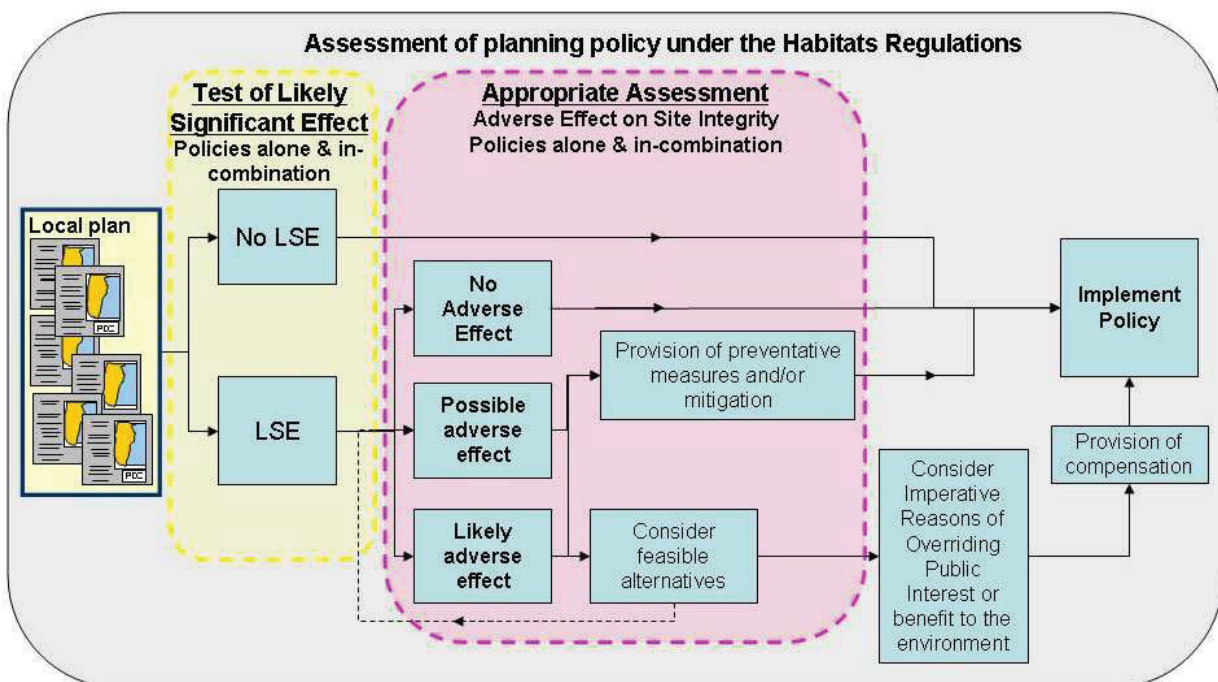 Assessment of planning policy under the Habitats Regulations
Test of Likely
Significant Effect
Policies alone & in-
combination
Appropriate Assessment
Adverse Effect on Site Integrity
Policies alone & in-combination
Local plan
PDC
PDC
No LSE
LSE
No
Adverse
Effect
Possible
adverse
effect
Likely
adverse
effect
Provision of preventative
measures and/or
mitigation
Consider
feasible
alternatives
Consider
Imperative
Reasons of
Overriding
Public
Interest or
benefit to the
environment
Provision of
compensation
Implement
Policy